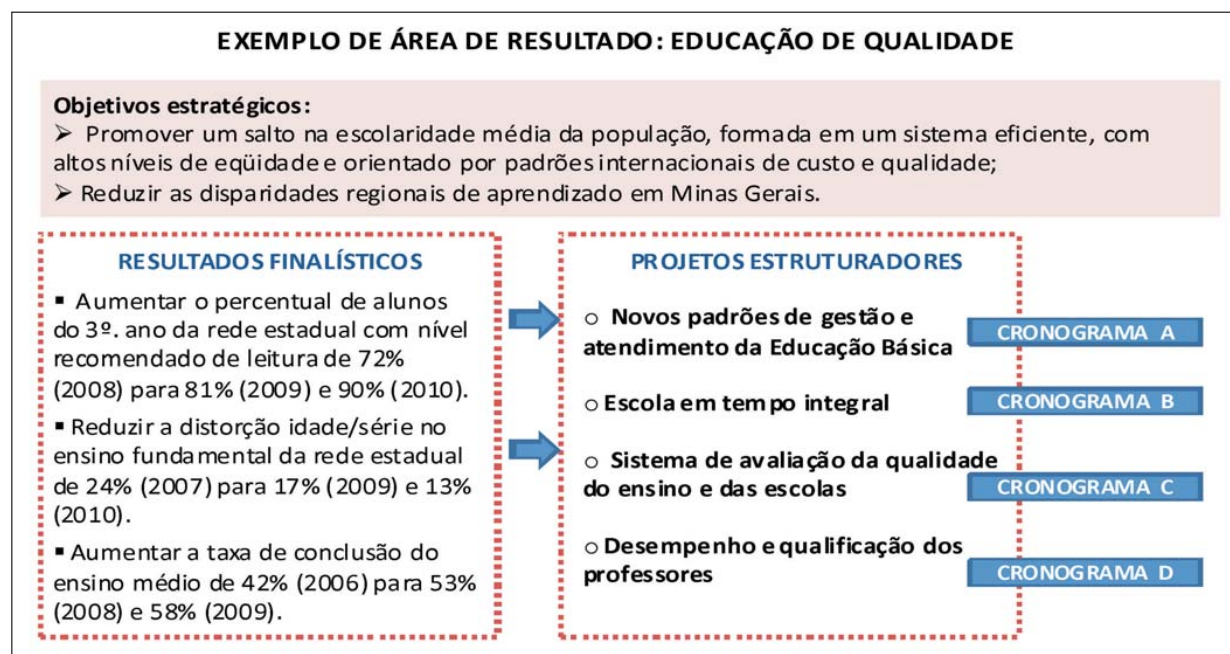 EXEMPLO DE ÁREA DE RESULTADO: EDUCAÇÃO DE QUALIDADE
Objetivos estratégicos:
➢ Promover um salto na escolaridade média da população, formada em um sistema eficiente, com
altos níveis de eqüidade e orientado por padrões internacionais de custo e qualidade;
➢ Reduzir as disparidades regionais de aprendizado em Minas Gerais.
RESULTADOS FINALÍSTICOS
▪ Aumentar o percentual de alunos
do 3º. ano da rede estadual com nível
recomendado de leitura de 72%
(2008) para 81% (2009) e 90% (2010).
▪ Reduzir a distorção idade/série no
ensino fundamental da rede estadual
de 24% (2007) para 17% (2009) e 13%
(2010).
▪ Aumentar a taxa de conclusão do
ensino médio de 42% (2006) para 53%
(2008) e 58% (2009).
PROJETOS ESTRUTURADORES
o Novos padrões de gestão e
atendimento da Educação Básica
CRONOGRAMA A
o Escola em tempo integral
CRONOGRAMA B
o Sistema de avaliação da qualidade
do ensino e das escolas
CRONOGRAMA C
o Desempenho e qualificação dos
professores
CRONOGRAMA D